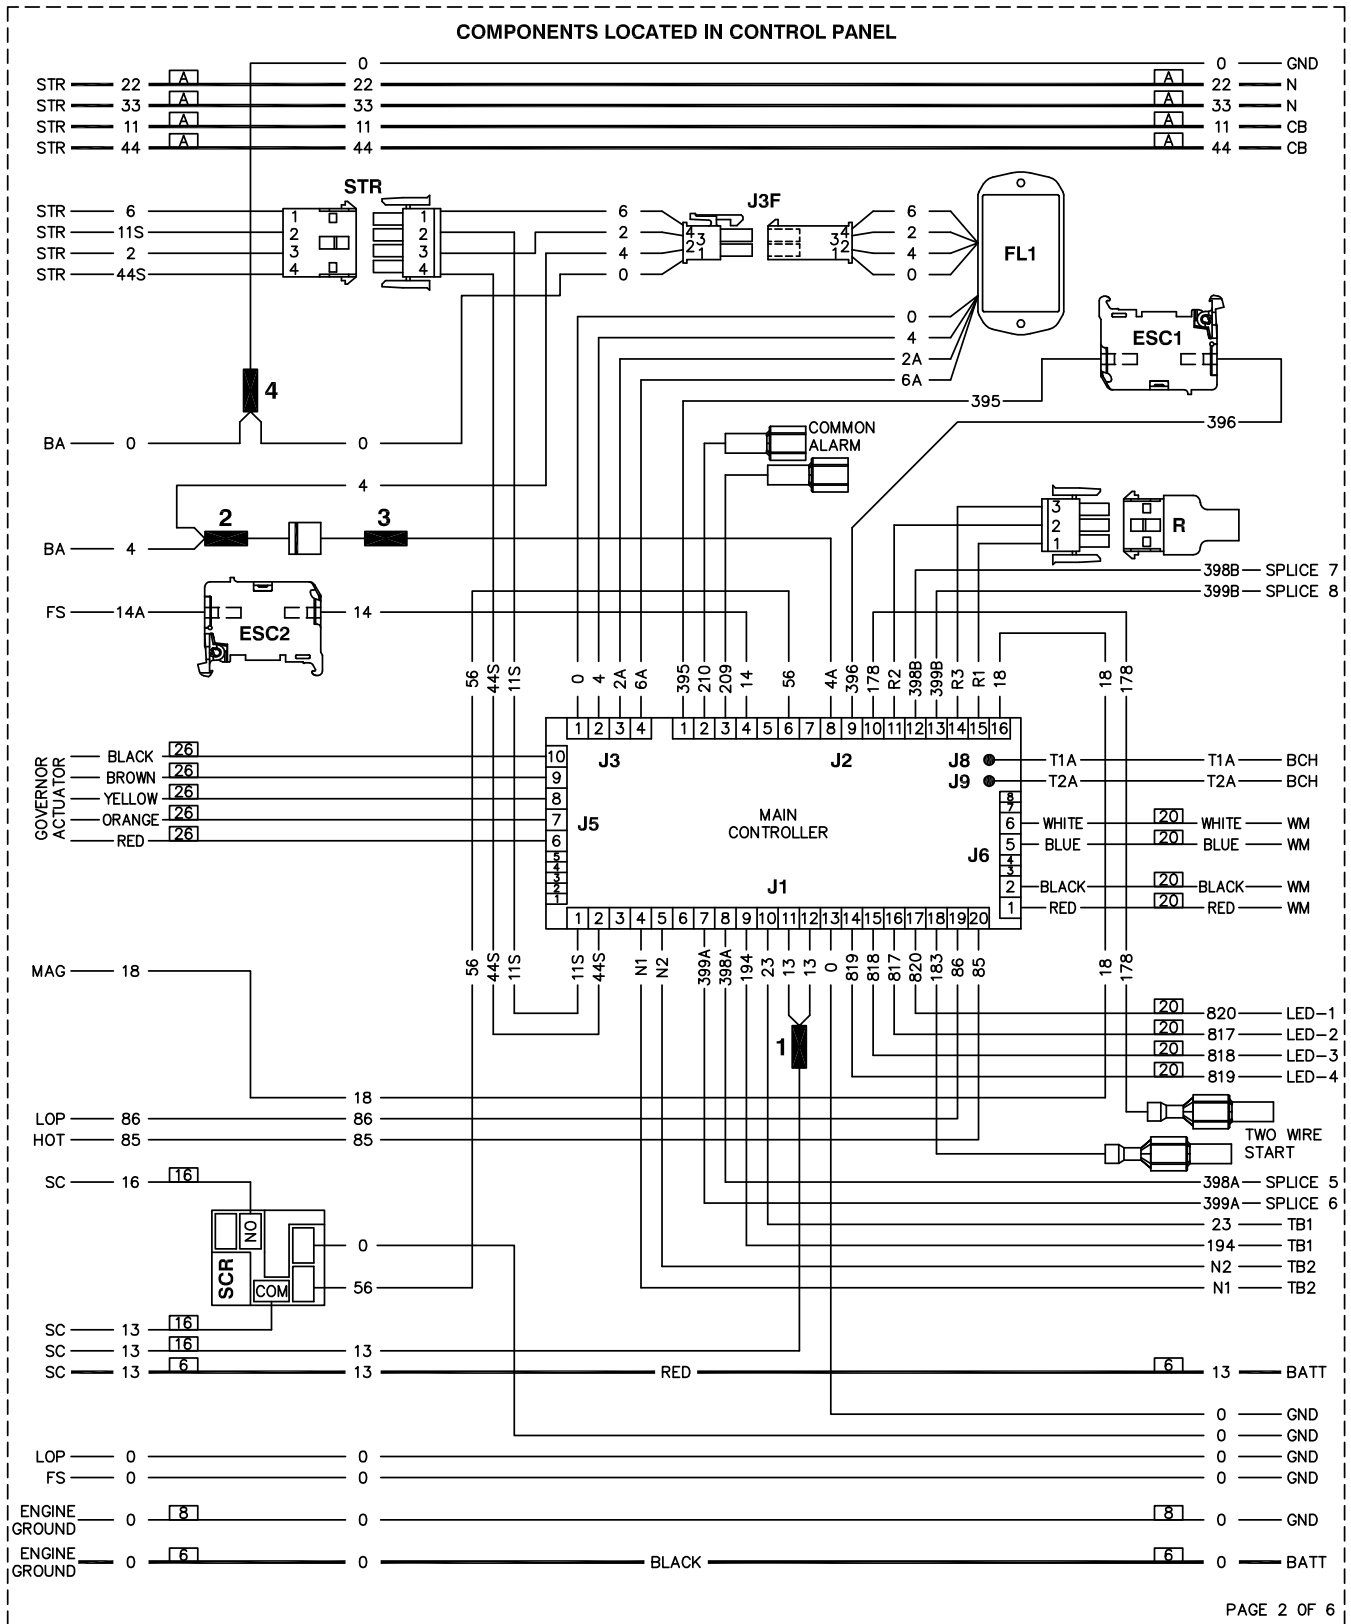 COMPONENTS LOCATED IN CONTROL PANEL
0 0 GND
STR 22 A 22 A 22 N
STR 33 A 33 A 33 N
STR 11 A 11 A 11 CB
STR 44 A 44 A 44 CB
STR
J3F
STR 6 1 1 6 4 3 2 1 3 4 1 2 6
STR 11S 2 2 2 2
STR 2 3 3 4 4
STR 44S 4 4 0 0
FL1
0
4
2A
6A
ESC1
395
396
4
BA 0 0
COMMON
ALARM
4
2 3
BA 4
3
2
1
R
398B SPLICE 7
399B SPLICE 8
FS 14A 14
ESC2
56 44S 11S 0 4 2A 6A 395 210 209 14 56 4A 396 178 R2 398B 399B R3 R1 18 18 178
1 2 3 4 1 2 3 4 5 6 7 8 9 10 11 12 13 14 15 16
J3 J2 J8 T1A T1A BCH
J9 T2A T2A BCH
GOVERNOR
ACTUATOR
BLACK 26 10
BROWN 26 9
YELLOW 26 8
ORANGE 26 7
RED 26 6
5
4
3
2
1
J5
MAIN
CONTROLLER
J6
8
7
6 WHITE 20 WHITE WM
5 BLUE 20 BLUE WM
4
3
2 BLACK 20 BLACK WM
1 RED 20 RED WM
J1
1 2 3 4 5 6 7 8 9 10 11 12 13 14 15 16 17 18 19 20
56 44S 11S 11S 44S N1 N2 399A 398A 194 23 13 13 0 819 818 817 820 183 86 85 18 178
MAG 18
1
20 820 LED-1
20 817 LED-2
20 818 LED-3
20 819 LED-4
18
LOP 86 86
HOT 85 85
TWO WIRE
START
SC 16 16
398A SPLICE 5
399A SPLICE 6
23 TB1
194 TB1
N2 TB2
N1 TB2
SCR
NO
COM
0
56
SC 13 16
SC 13 16 13
SC 13 6 13 RED 6 13 BATT
0 GND
0 GND
LOP 0 0 0 GND
FS 0 0 0 GND
ENGINE
GROUND 0 8 0 8 0 GND
ENGINE
GROUND 0 6 0 BLACK 6 0 BATT
PAGE 2 OF 6